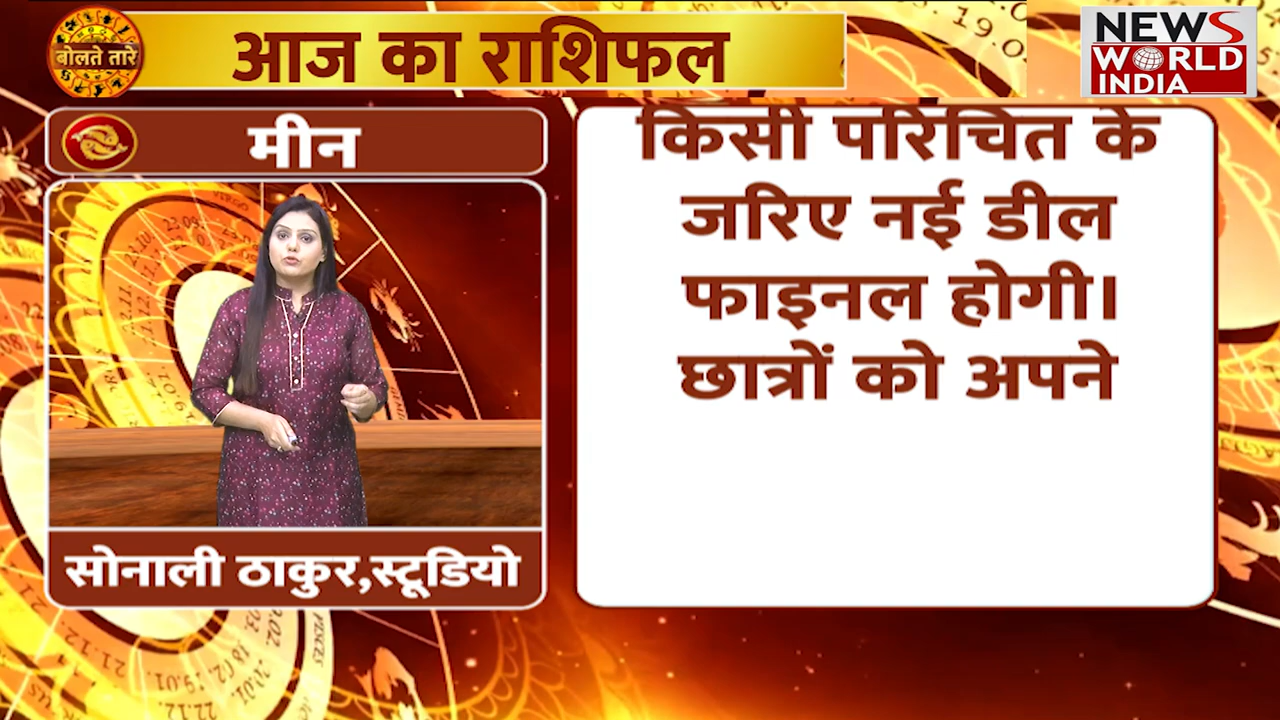 बोलते तारे
आज का राशिफल
NEWS
WORLD
INDIA
मीन
किसी परिचित के
जरिए नई डील
फाइनल होगी।
छात्रों को अपने
सोनाली ठाकुर,स्टूडियो